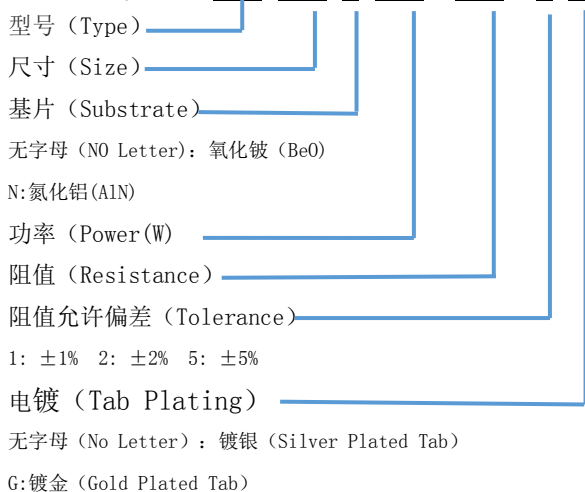 型号（Type）
尺寸（Size）
基片（Substrate）
无字母（NO Letter）：氧化铍（BeO)
N:氮化铝(AlN)
功率（Power(W)
阻值（Resistance）
阻值允许偏差（Tolerance）
1: ±1%  2: ±2%  5: ±5%
电镀（Tab Plating）
无字母（No Letter）：镀银（Silver Plated Tab）
G:镀金（Gold Plated Tab）